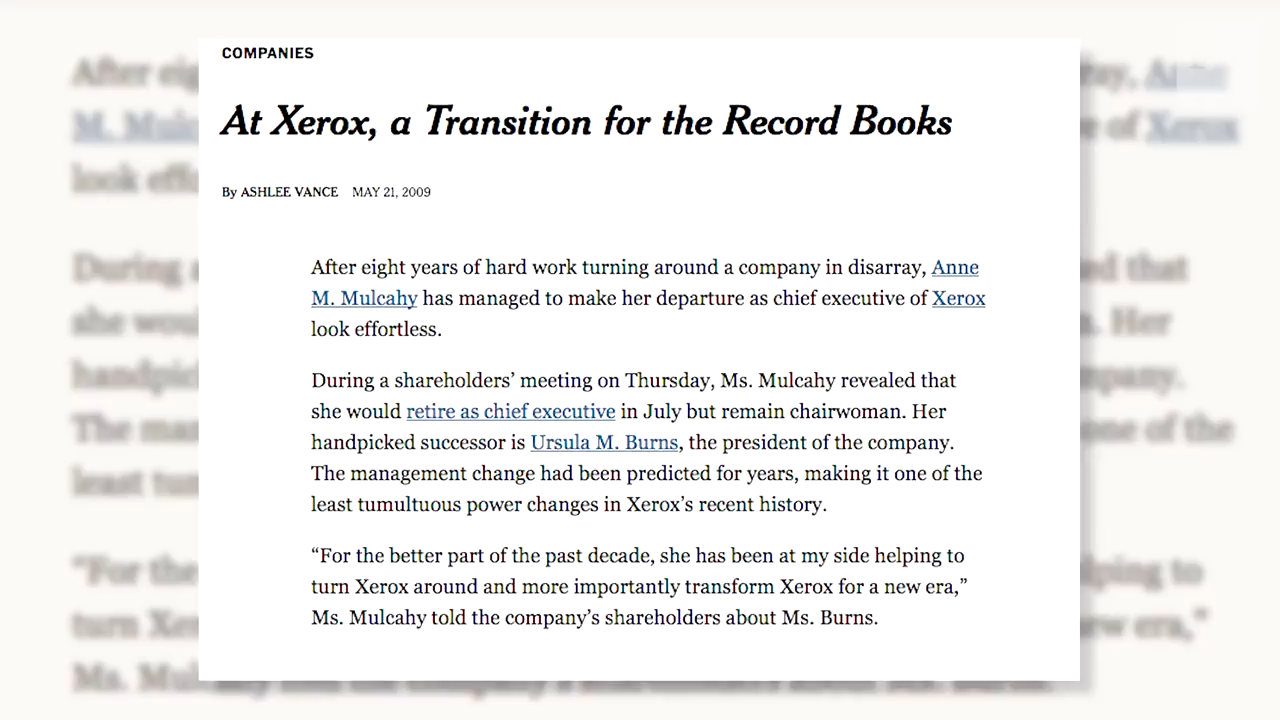 COMPANIES
At Xerox, a Transition for the Record Books
By ASHLEE VANCE MAY 21, 2009
After eight years of hard work turning around a company in disarray, Anne
M. Mulcahy has managed to make her departure as chief executive of Xerox
look effortless.
During a shareholders’ meeting on Thursday, Ms. Mulcahy revealed that
she would retire as chief executive in July but remain chairwoman. Her
handpicked successor is Ursula M. Burns, the president of the company.
The management change had been predicted for years, making it one of the
least tumultuous power changes in Xerox’s recent history.
“For the better part of the past decade, she has been at my side helping to
turn Xerox around and more importantly transform Xerox for a new era,”
Ms. Mulcahy told the company’s shareholders about Ms. Burns.